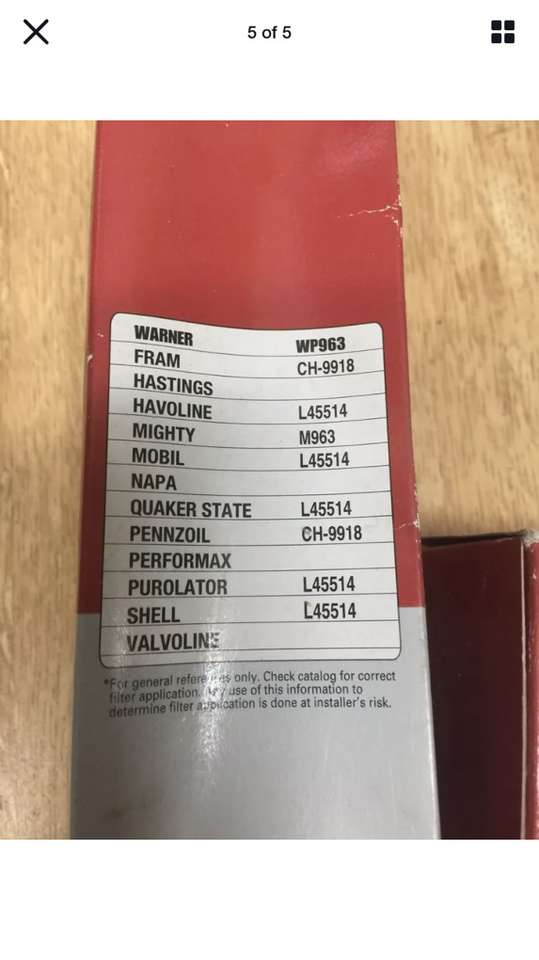 5 of 5
WARNER WP963
FRAM CH-9918
HASTINGS
HAVOLINE L45514
MIGHTY M963
MOBIL L45514
NAPA
QUAKER STATE L45514
PENNZOIL CH-9918
PERFORMAX
PUROLATOR L45514
SHELL L45514
VALVOLINE
*For general references only. Check catalog for correct
filter application. Any use of this information to
determine filter application is done at installer's risk.